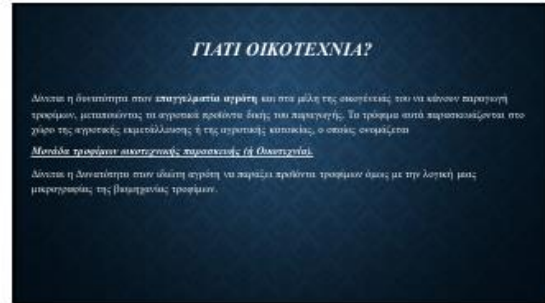 ΓΙΑΤΙ ΟΙΚΟΤΕΧΝΙΑ?
Δίνεται η δυνατότητα στον επαγγελματία αγρότη και στα μέλη της οικογένειάς του να κάνουν παραγωγή
τροφίμων, μεταποιώντας τα αγροτικά προϊόντα δικής του παραγωγής. Τα τρόφιμα αυτά παρασκευάζονται στο
χώρο της αγροτικής εκμετάλλευσης ή της αγροτικής κατοικίας, ο οποίος ονομάζεται
Μονάδα τροφίμων οικοτεχνικής παρασκευής (ή Οικοτεχνία).
Δίνεται η Δυνατότητα στον ιδιώτη αγρότη να παράξει προϊόντα τροφίμων όμως με την λογική μιας
μικρογραφίας της βιομηχανίας τροφίμων.